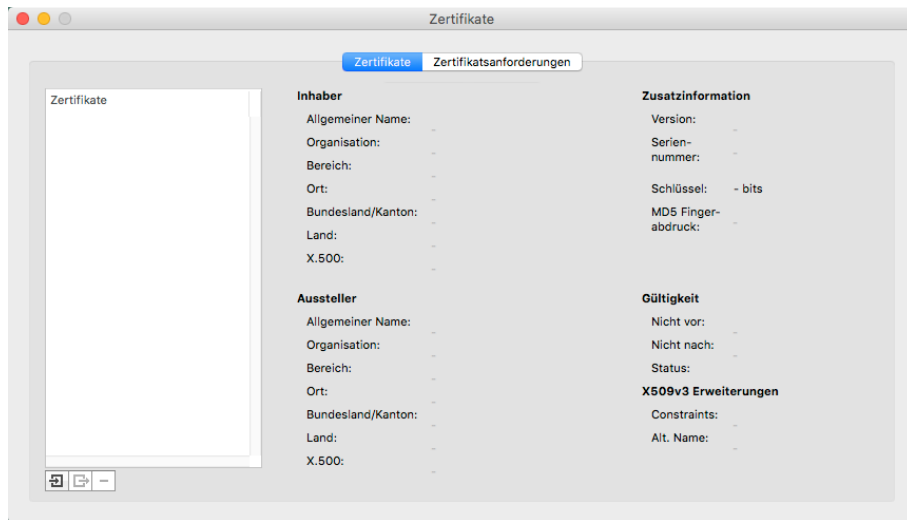 Zertifikate
Zertifikate Zertifikatsanforderungen
Zertifikate
Inhaber
Allgemeiner Name: -
Organisation: -
Bereich: -
Ort: -
Bundesland/Kanton: -
Land: -
X.500: -
Zusatzinformation
Version: -
Serien-
nummer: -
Schlüssel: - bits
MD5 Finger-
abdruck: -
Aussteller
Allgemeiner Name: -
Organisation: -
Bereich: -
Ort: -
Bundesland/Kanton: -
Land: -
X.500: -
Gültigkeit
Nicht vor: -
Nicht nach: -
Status:
X509v3 Erweiterungen
Constraints: -
Alt. Name: -